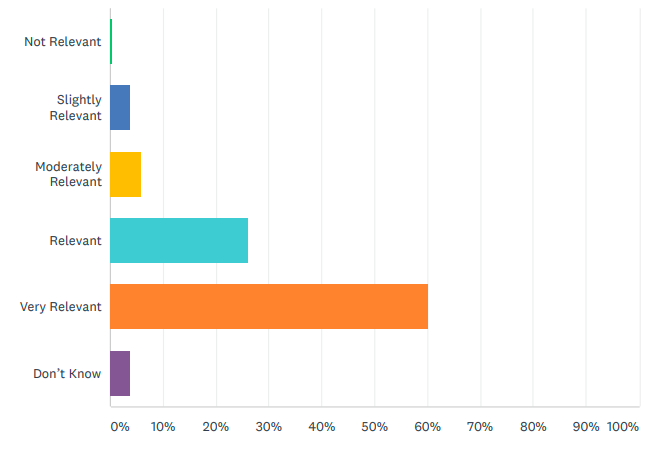 Not Relevant
Slightly
Relevant
Moderately
Relevant
Relevant
Very Relevant
Don’t Know
0% 10% 20% 30% 40% 50% 60% 70% 80% 90% 100%